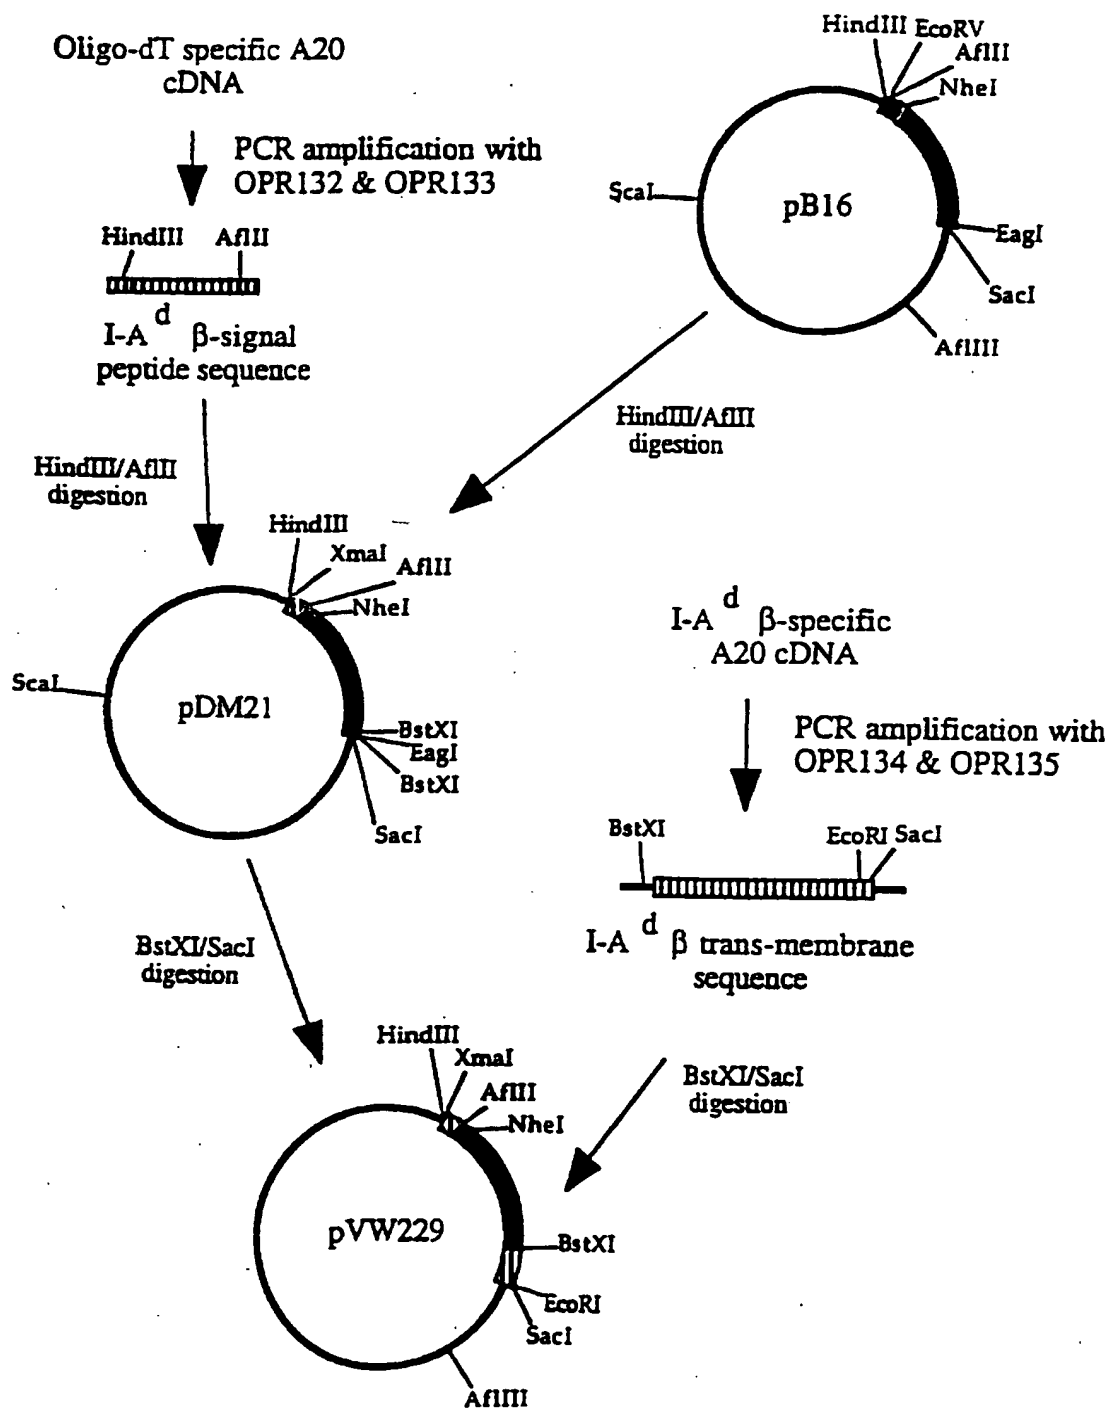 Oligo-dT specific A20
cDNA
PCR amplification with
OPR132 & OPR133
HindIII AflII
I-A d β-signal
peptide sequence
HindIII/AflII
digestion
HindIII EcoRV
AflII
NheI
ScaI
pB16
EagI
SacI
AflIII
HindIII/AflII
digestion
HindIII
XmaI
AflII
NheI
ScaI
pDM21
BstXI
EagI
BstXI
SacI
I-A d β-specific
A20 cDNA
PCR amplification with
OPR134 & OPR135
BstXI
EcoRI SacI
I-A d β trans-membrane
sequence
BstXI/SacI
digestion
BstXI/SacI
digestion
HindIII
XmaI
AflII
NheI
pVW229
BstXI
EcoRI
SacI
AflIII